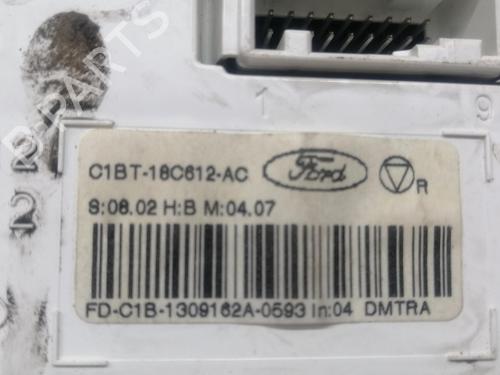 B-PARTS
1 9
2
2
C1BT-18C612-AC Ford R
S:08.02 H:B M:04.07
FD-C1B-1309162A-0593 In:04 DMTRA